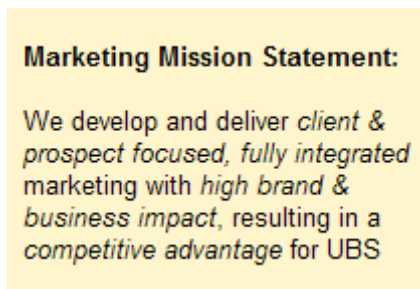 Marketing Mission Statement:
We develop and deliver client &
prospect focused, fully integrated
marketing with high brand &
business impact, resulting in a
competitive advantage for UBS